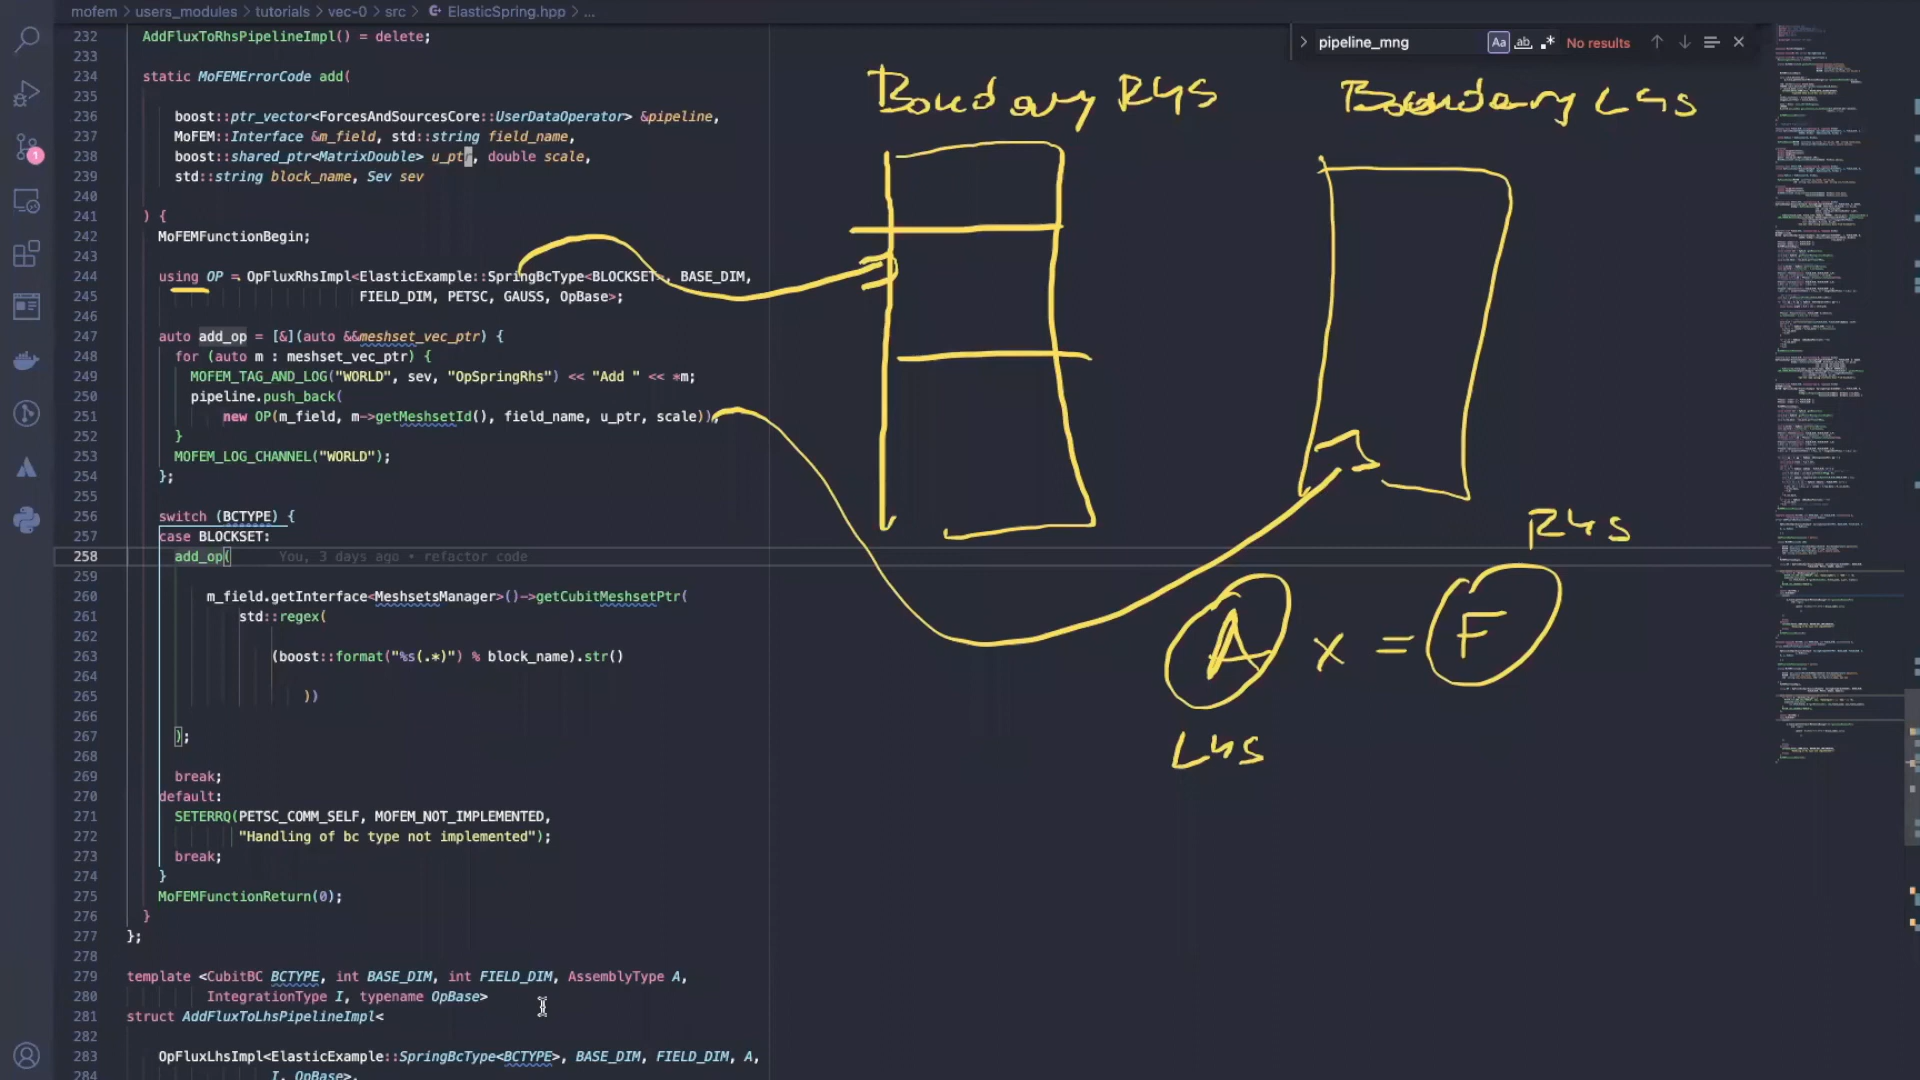 mofem > users_modules > tutorials > vec-0 > src > ElasticSpring.hpp > ...
pipeline_mng
Aa
ab
.*
No results
Boundary RHS
Boundary LHS
232 AddFluxToRhsPipelineImpl() = delete;
233
234 static MoFEMErrorCode add(
235
236 boost::ptr_vector<ForcesAndSourcesCore::UserDataOperator> &pipeline,
237 MoFEM::Interface &m_field, std::string field_name,
238 boost::shared_ptr<MatrixDouble> u_ptr, double scale,
239 std::string block_name, Sev sev
240
241 ) {
242 MoFEMFunctionBegin;
243
244 using OP = OpFluxRhsImpl<ElasticExample::SpringBcType<BLOCKSET>, BASE_DIM,
245 FIELD_DIM, PETSC, GAUSS, OpBase>;
246
247 auto add_op = [&](auto &&meshset_vec_ptr) {
248 for (auto m : meshset_vec_ptr) {
249 MOFEM_TAG_AND_LOG("WORLD", sev, "OpSpringRhs") << "Add " << *m;
250 pipeline.push_back(
251 new OP(m_field, m->getMeshsetId(), field_name, u_ptr, scale));
252 }
253 MOFEM_LOG_CHANNEL("WORLD");
254 };
255
256 switch (BCTYPE) {
257 case BLOCKSET:
258 add_op( You, 3 days ago • refactor code
259
260 m_field.getInterface<MeshsetsManager>()->getCubitMeshsetPtr(
261 std::regex(
262
263 (boost::format("%s(.*)") % block_name).str()
264
265 ))
266
267 );
268
269 break;
270 default:
271 SETERRQ(PETSC_COMM_SELF, MOFEM_NOT_IMPLEMENTED,
272 "Handling of bc type not implemented");
273 break;
274 }
275 MoFEMFunctionReturn(0);
276 }
277 };
278
279 template <CubitBC BCTYPE, int BASE_DIM, int FIELD_DIM, AssemblyType A,
280 IntegrationType I, typename OpBase>
281 struct AddFluxToLhsPipelineImpl<
282
283 OpFluxLhsImpl<ElasticExample::SpringBcType<BCTYPE>, BASE_DIM, FIELD_DIM, A,
284 I, OpBase>,
RHS
A x = F
LHS
1